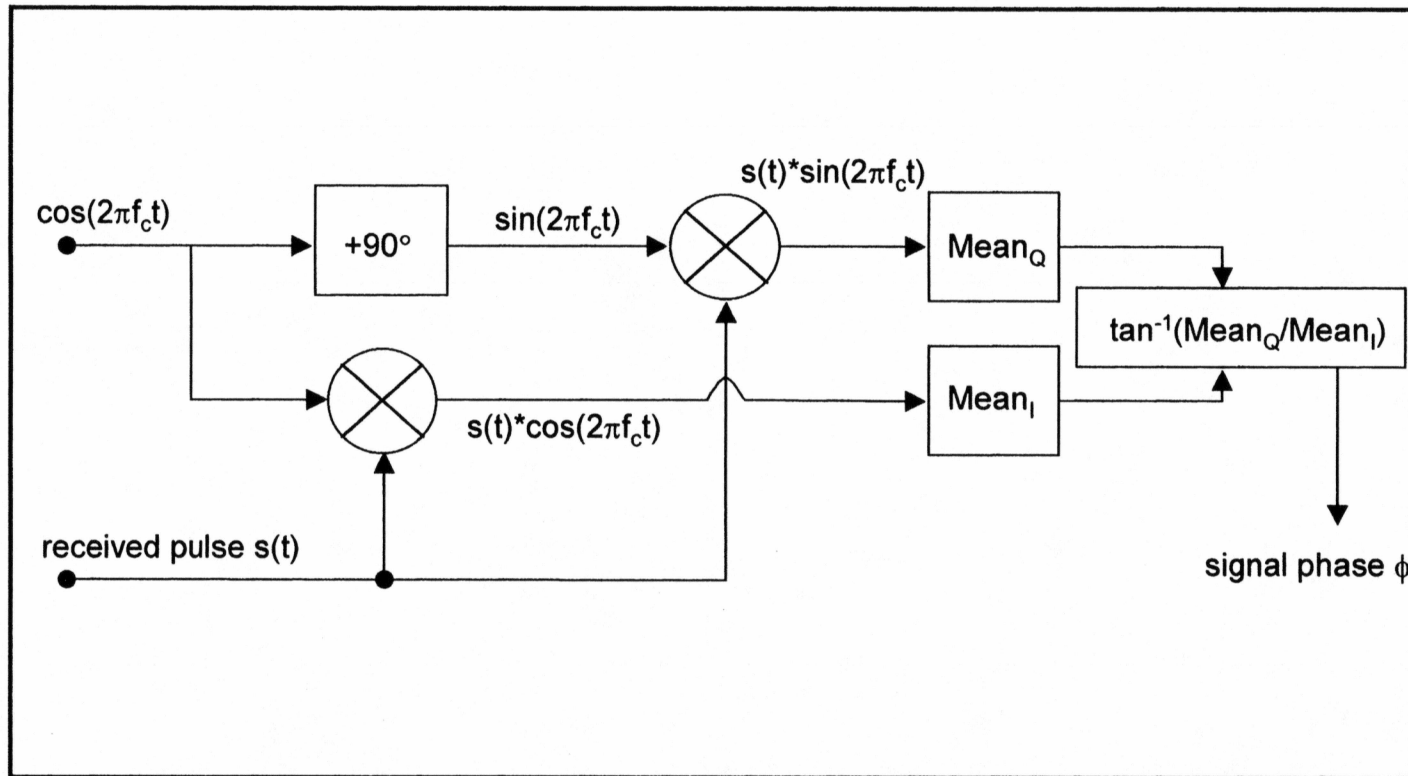 cos(2πf_ct)
+90°
sin(2πf_ct)
s(t)*sin(2πf_ct)
Mean_Q
tan⁻¹(Mean_Q/Mean_I)
s(t)*cos(2πf_ct)
Mean_I
received pulse s(t)
signal phase ϕ